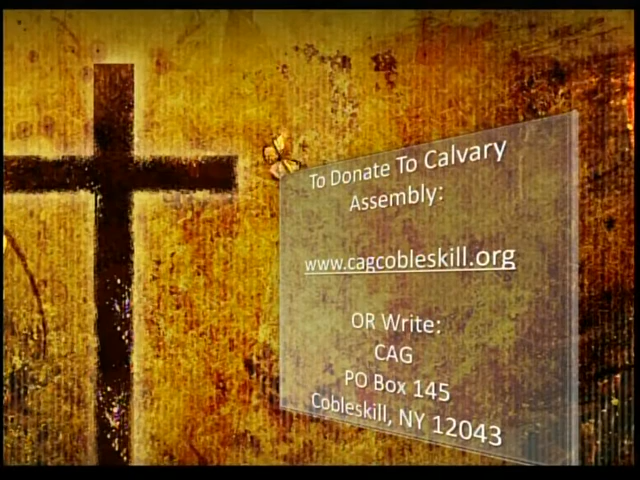 To Donate To Calvary
Assembly:
www.cagcobleskill.org
OR Write:
CAG
PO Box 145
Cobleskill, NY 12043